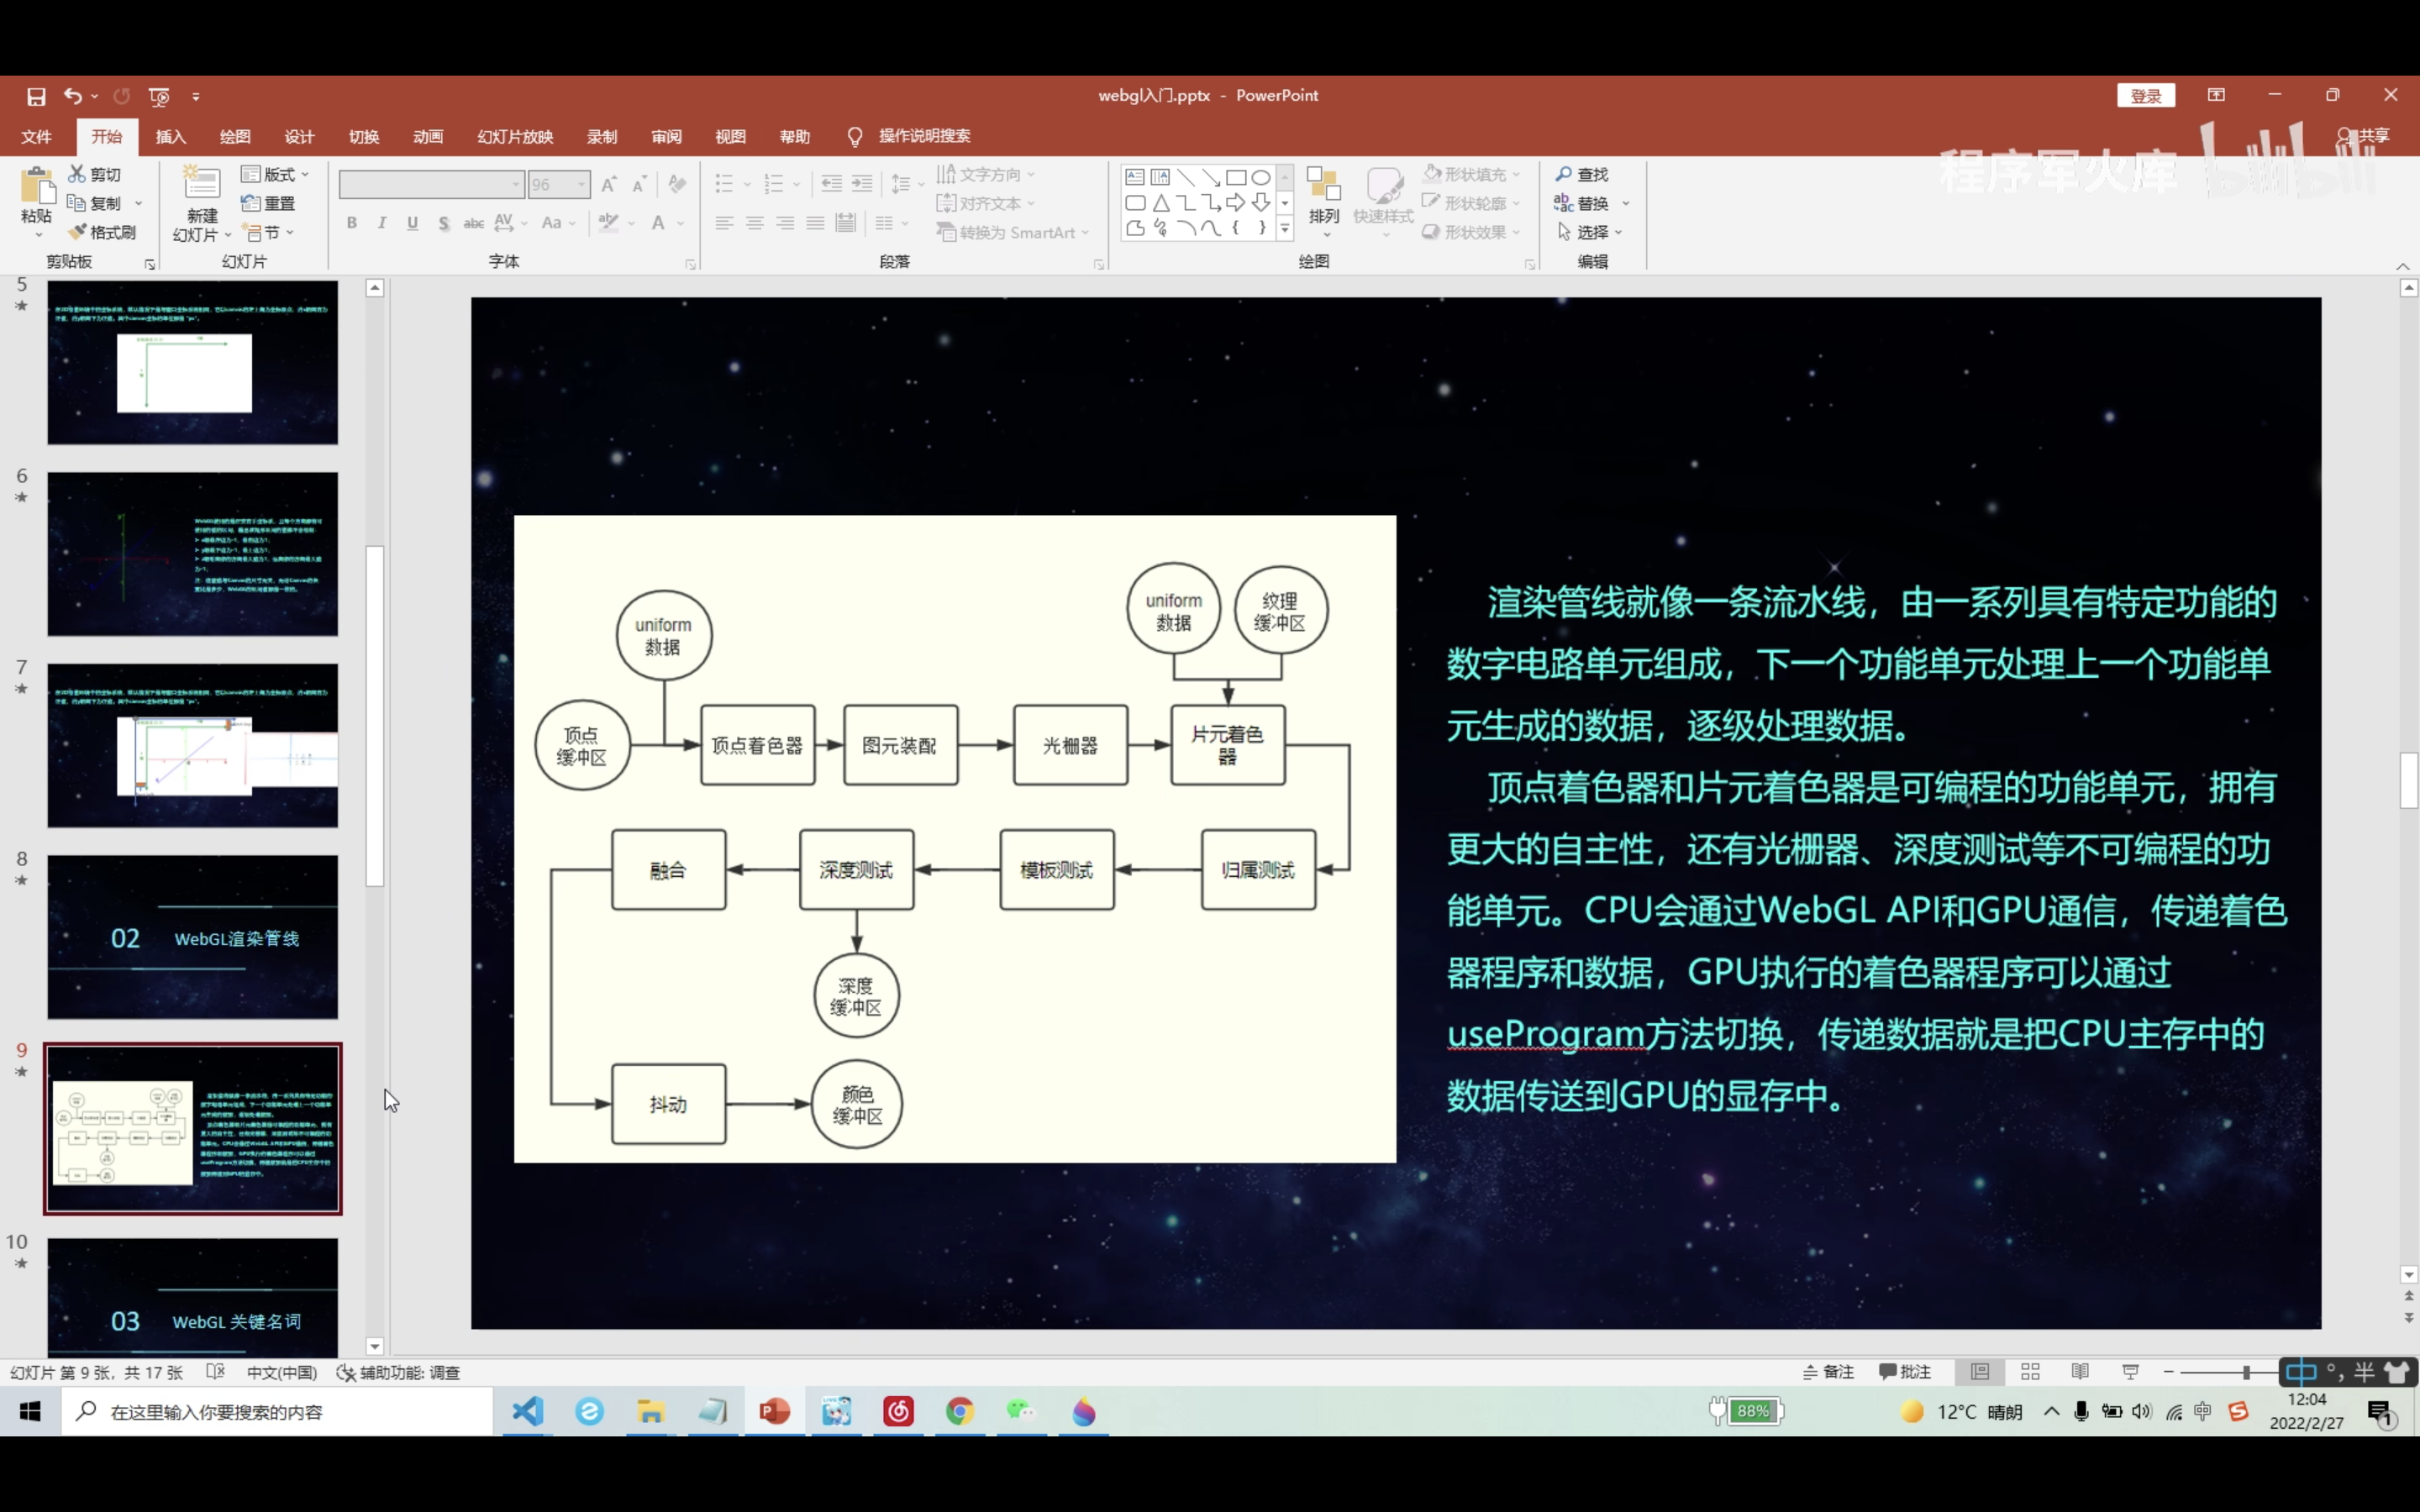 webgl入门.pptx - PowerPoint
登录
文件 开始 插入 绘图 设计 切换 动画 幻灯片放映 录制 审阅 视图 帮助 操作说明搜索 共享
程序军火库 bilibili
粘贴 剪切 复制 格式刷 剪贴板
新建 幻灯片 版式 重置 节 幻灯片
96
B I U S abc AV Aa A
字体
文字方向
对齐文本
转换为 SmartArt
段落
排列 快速样式 形状填充 形状轮廓 形状效果
绘图
查找
替换
选择
编辑
5
6
7
8
02 WebGL渲染管线
9
10
03 WebGL 关键名词
uniform
数据
顶点
缓冲区
顶点着色器
图元装配
光栅器
uniform
数据
纹理
缓冲区
片元着色
器
融合
深度测试
模板测试
归属测试
深度
缓冲区
抖动
颜色
缓冲区
渲染管线就像一条流水线，由一系列具有特定功能的
数字电路单元组成，下一个功能单元处理上一个功能单
元生成的数据，逐级处理数据。
顶点着色器和片元着色器是可编程的功能单元，拥有
更大的自主性，还有光栅器、深度测试等不可编程的功
能单元。CPU会通过WebGL API和GPU通信，传递着色
器程序和数据，GPU执行的着色器程序可以通过
useProgram方法切换，传递数据就是把CPU主存中的
数据传送到GPU的显存中。
幻灯片 第 9 张，共 17 张 中文(中国) 辅助功能: 调查
备注 批注
中 °, 半
在这里输入你要搜索的内容
88%
12°C 晴朗
中
12:04
2022/2/27
1